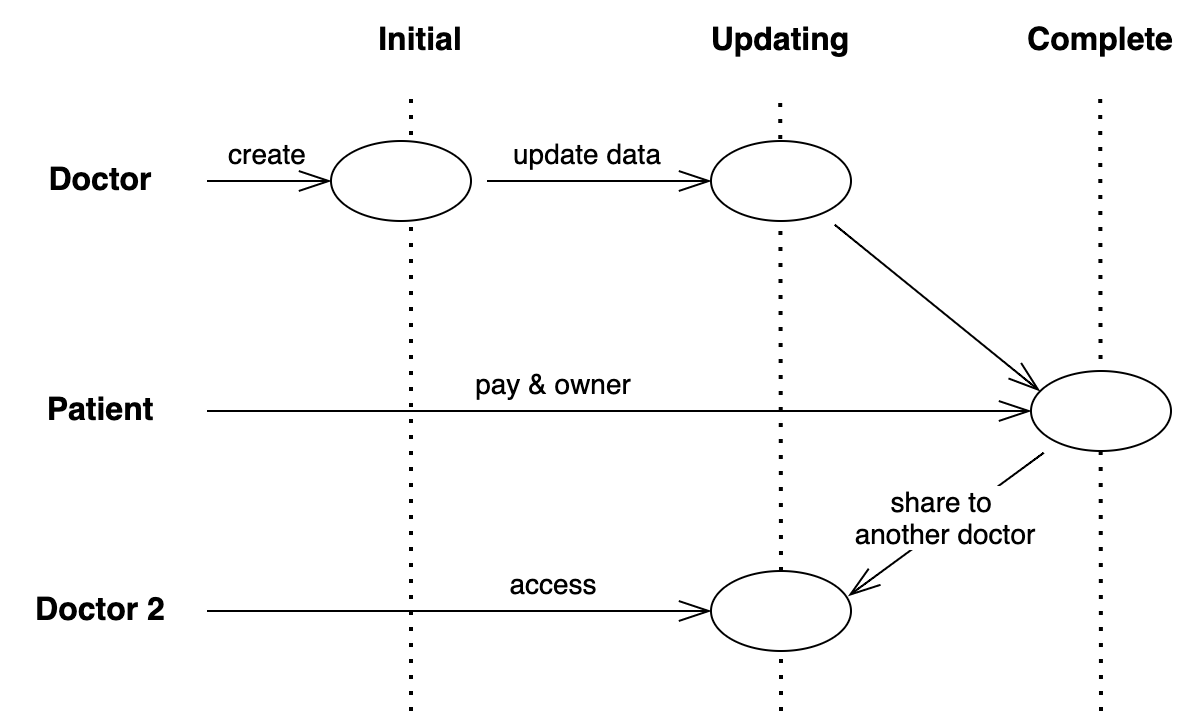 Initial
Updating
Complete
create
update data
Doctor
pay & owner
Patient
share to
another doctor
access
Doctor 2